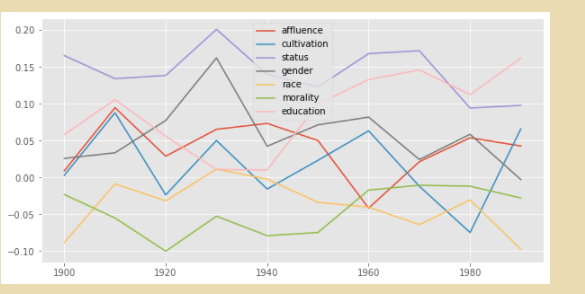 0.20
0.15
0.10
0.05
0.00
−0.05
−0.10
affluence
cultivation
status
gender
race
morality
education
1900 1920 1940 1960 1980